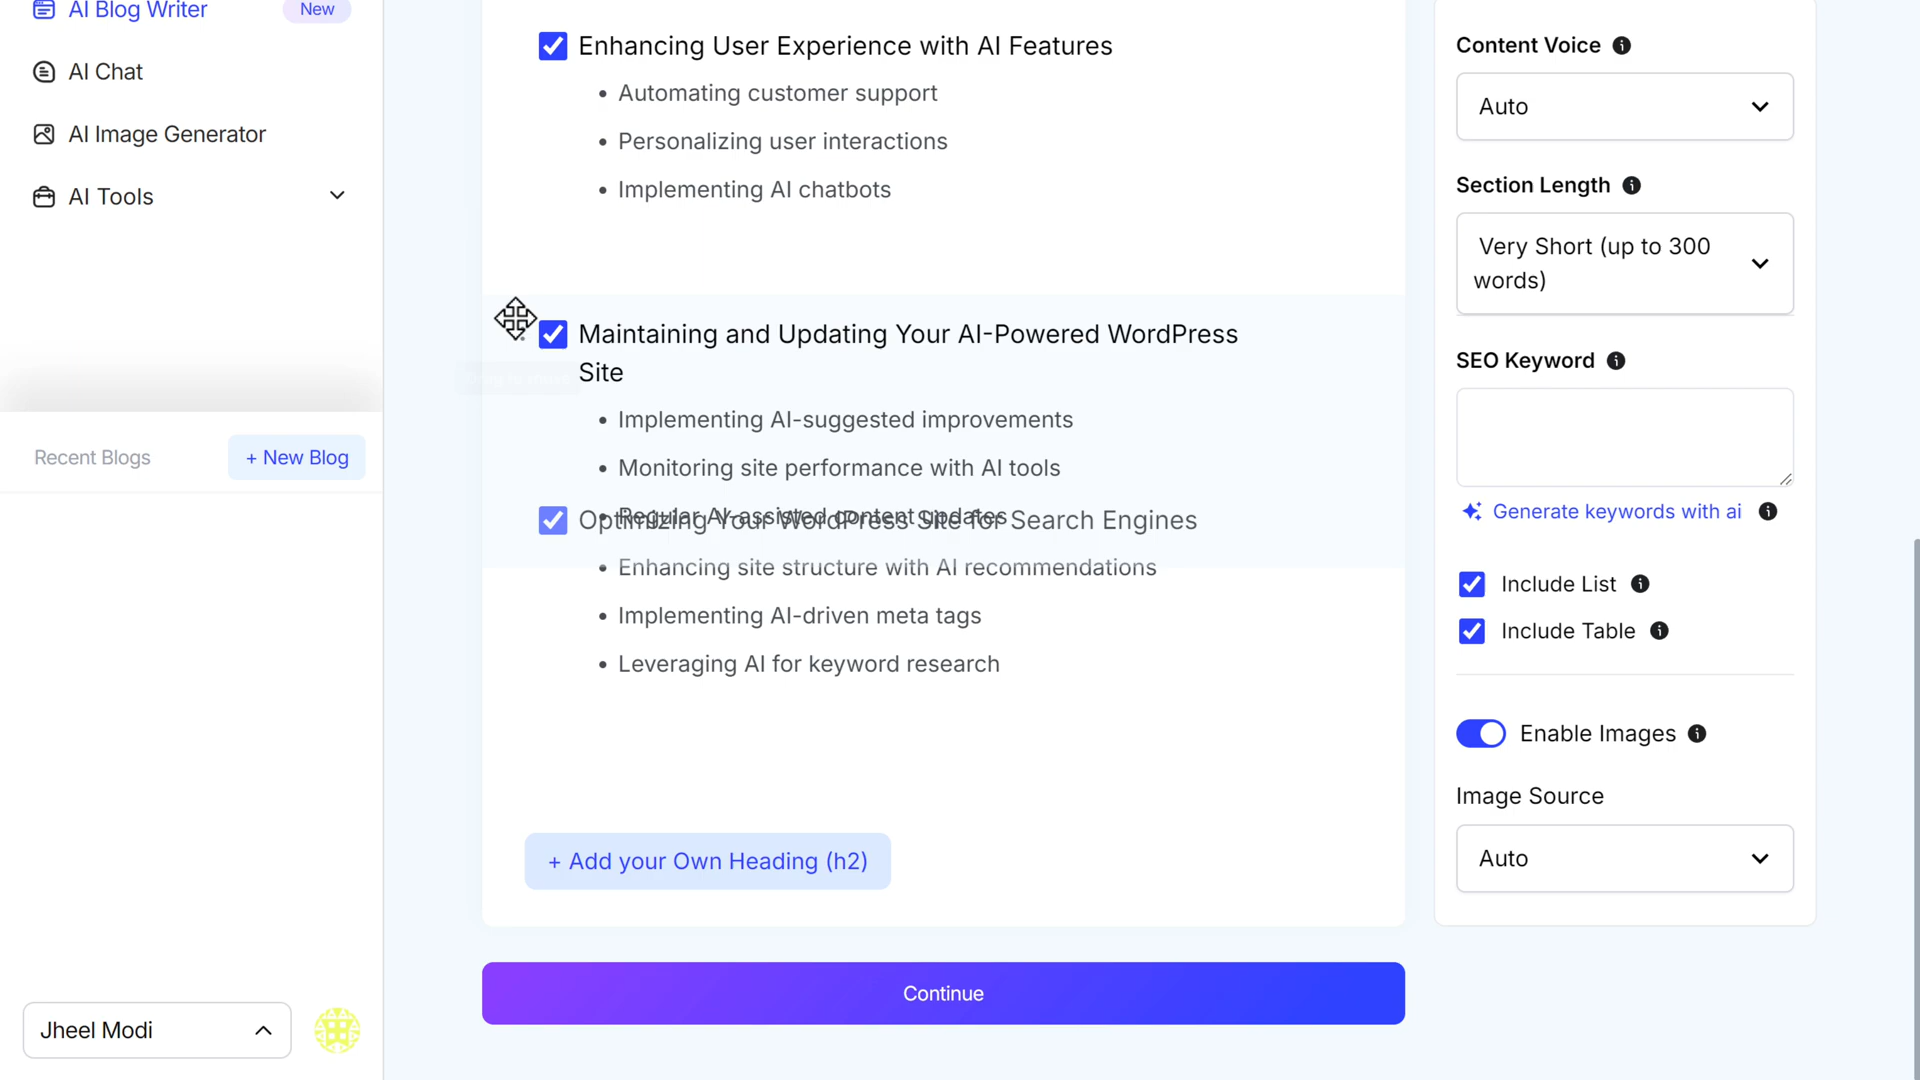 AI Blog Writer
New
AI Chat
AI Image Generator
AI Tools
Recent Blogs
+ New Blog
Jheel Modi
Enhancing User Experience with AI Features
Automating customer support
Personalizing user interactions
Implementing AI chatbots
Maintaining and Updating Your AI-Powered WordPress
Site
Implementing AI-suggested improvements
Monitoring site performance with AI tools
Regular AI-assisted content updates
Optimizing Your WordPress Site for Search Engines
Enhancing site structure with AI recommendations
Implementing AI-driven meta tags
Leveraging AI for keyword research
+ Add your Own Heading (h2)
Continue
Content Voice
Auto
Section Length
Very Short (up to 300
words)
SEO Keyword
Generate keywords with ai
Include List
Include Table
Enable Images
Image Source
Auto